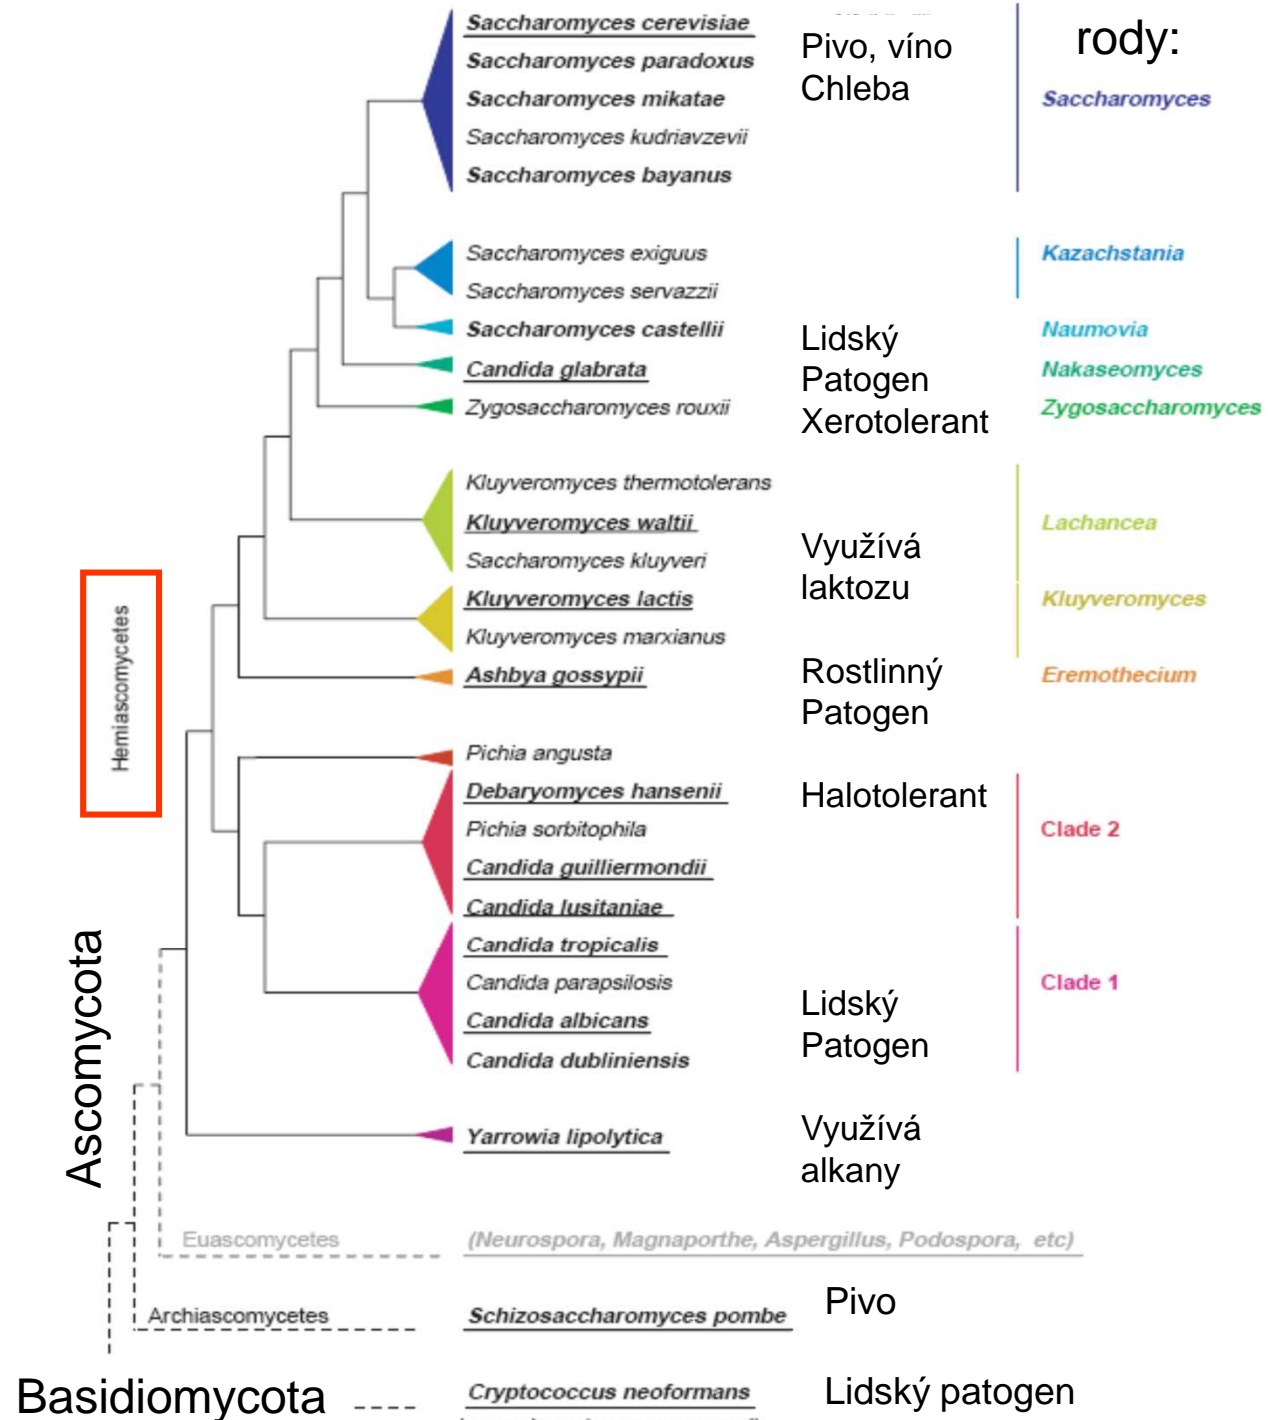 Saccharomyces cerevisiae
Saccharomyces paradoxus
Saccharomyces mikatae
Saccharomyces kudriavzevii
Saccharomyces bayanus
Pivo, víno
Chleba
rody:
Saccharomyces
Saccharomyces exiguus
Saccharomyces servazzii
Kazachstania
Saccharomyces castellii
Naumovia
Candida glabrata
Zygosaccharomyces rouxii
Lidský
Patogen
Xerotolerant
Nakaseomyces
Zygosaccharomyces
Kluyveromyces thermotolerans
Kluyveromyces waltii
Saccharomyces kluyveri
Lachancea
Využívá
laktozu
Kluyveromyces lactis
Kluyveromyces marxianus
Kluyveromyces
Ashbya gossypii
Rostlinný
Patogen
Eremothecium
Hemiascomycetes
Pichia angusta
Debaryomyces hansenii
Pichia sorbitophila
Candida guilliermondii
Candida lusitaniae
Halotolerant
Clade 2
Candida tropicalis
Candida parapsilosis
Candida albicans
Candida dubliniensis
Lidský
Patogen
Clade 1
Ascomycota
Yarrowia lipolytica
Využívá
alkany
Euascomycetes
(Neurospora, Magnaporthe, Aspergillus, Podospora, etc)
Archiascomycetes
Schizosaccharomyces pombe
Pivo
Basidiomycota
Cryptococcus neoformans
Lidský patogen